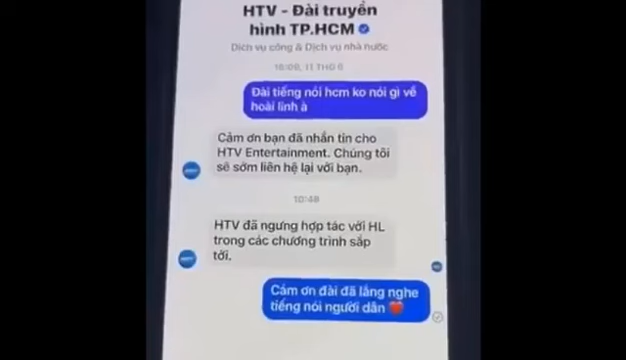 HTV - Đài truyền
hình TP.HCM
Dịch vụ công & Dịch vụ nhà nước
16:09, 11 THG 6
Đài tiếng nói hcm ko nói gì về
hoài linh à
Cảm ơn bạn đã nhắn tin cho
HTV Entertainment. Chúng tôi
sẽ sớm liên hệ lại với bạn.
10:48
HTV đã ngưng hợp tác với HL
trong các chương trình sắp
tới.
Cảm ơn đài đã lắng nghe
tiếng nói người dân ❤️